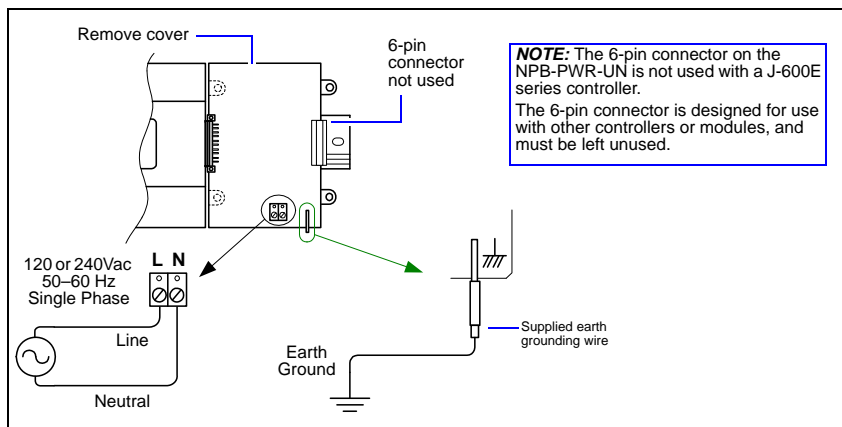 Remove cover
6-pin
connector
not used
NOTE: The 6-pin connector on the
NPB-PWR-UN is not used with a J-600E
series controller.
The 6-pin connector is designed for use
with other controllers or modules, and
must be left unused.
120 or 240Vac
50–60 Hz
Single Phase
L N
Line
Neutral
Earth
Ground
Supplied earth
grounding wire